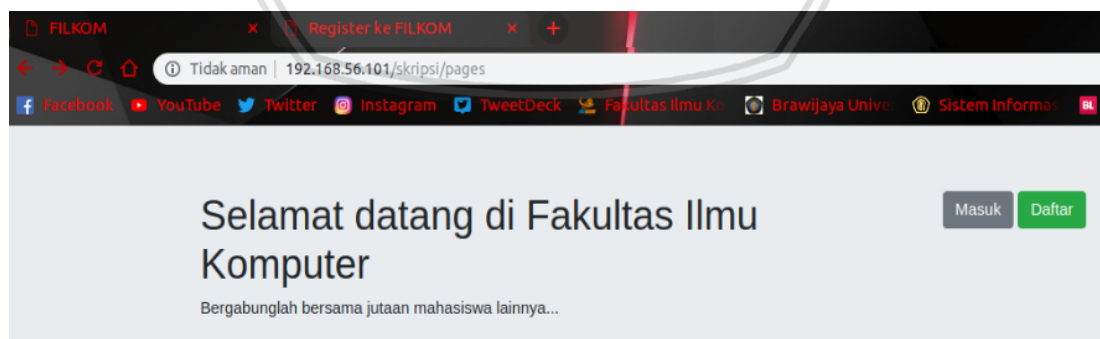 FILKOM
Register ke FILKOM
Tidak aman | 192.168.56.101/skripsi/pages
Facebook YouTube Twitter Instagram TweetDeck Fakultas Ilmu Ko Brawijaya Unive Sistem Informas BL
Selamat datang di Fakultas Ilmu
Komputer
Masuk Daftar
Bergabunglah bersama jutaan mahasiswa lainnya...